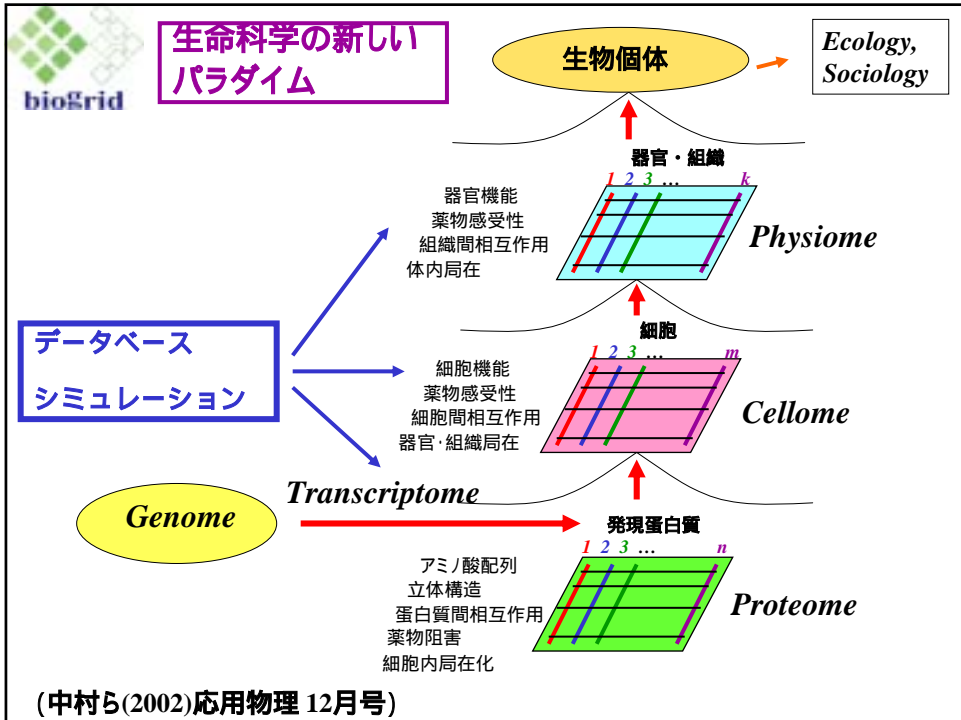 biogrid
生命科学の新しい
パラダイム
生物個体
Ecology,
Sociology
器官・組織
1 2 3 ... k
器官機能
薬物感受性
組織間相互作用
体内局在
Physiome
データベース
シミュレーション
細胞
1 2 3 ... m
細胞機能
薬物感受性
細胞間相互作用
器官･組織局在
Cellome
Genome
Transcriptome
発現蛋白質
1 2 3 ... n
アミノ酸配列
立体構造
蛋白質間相互作用
薬物阻害
細胞内局在化
Proteome
(中村ら(2002)応用物理 12月号)